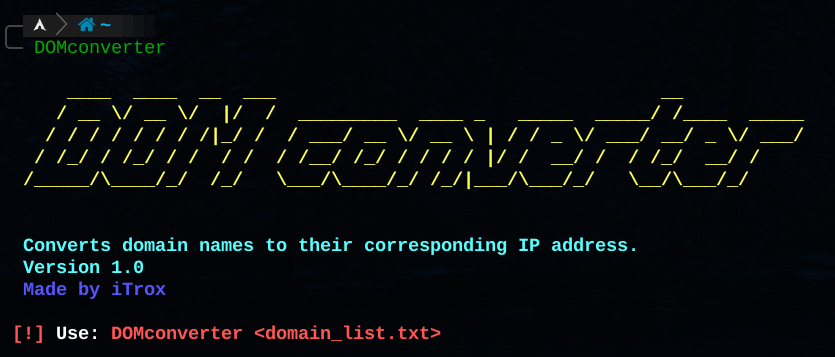 ~
DOMconverter
DOMconverter
Converts domain names to their corresponding IP address.
Version 1.0
Made by iTrox
[!] Use: DOMconverter <domain_list.txt>